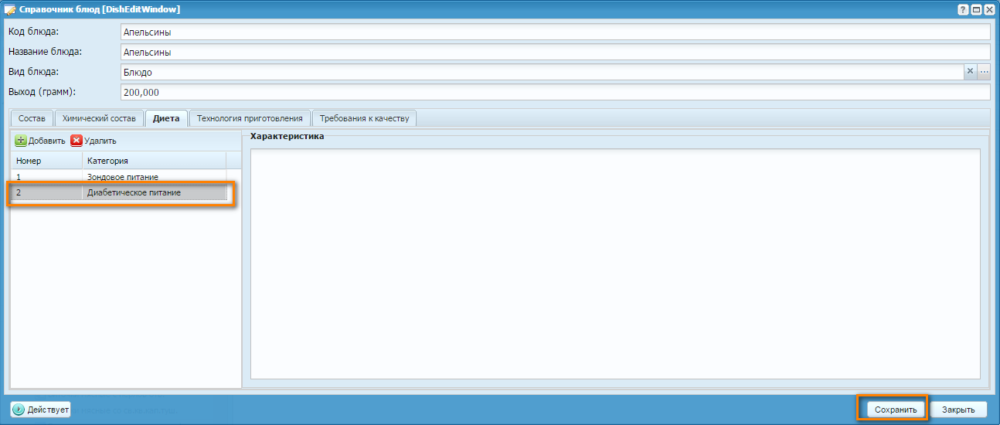 Справочник блюд [DishEditWindow]
Код блюда: Апельсины
Название блюда: Апельсины
Вид блюда: Блюдо
Выход (грамм): 200,000
Состав Химический состав Диета Технология приготовления Требования к качеству
Добавить Удалить
Характеристика
Номер Категория
1 Зондовое питание
2 Диабетическое питание
Действует Сохранить Закрыть